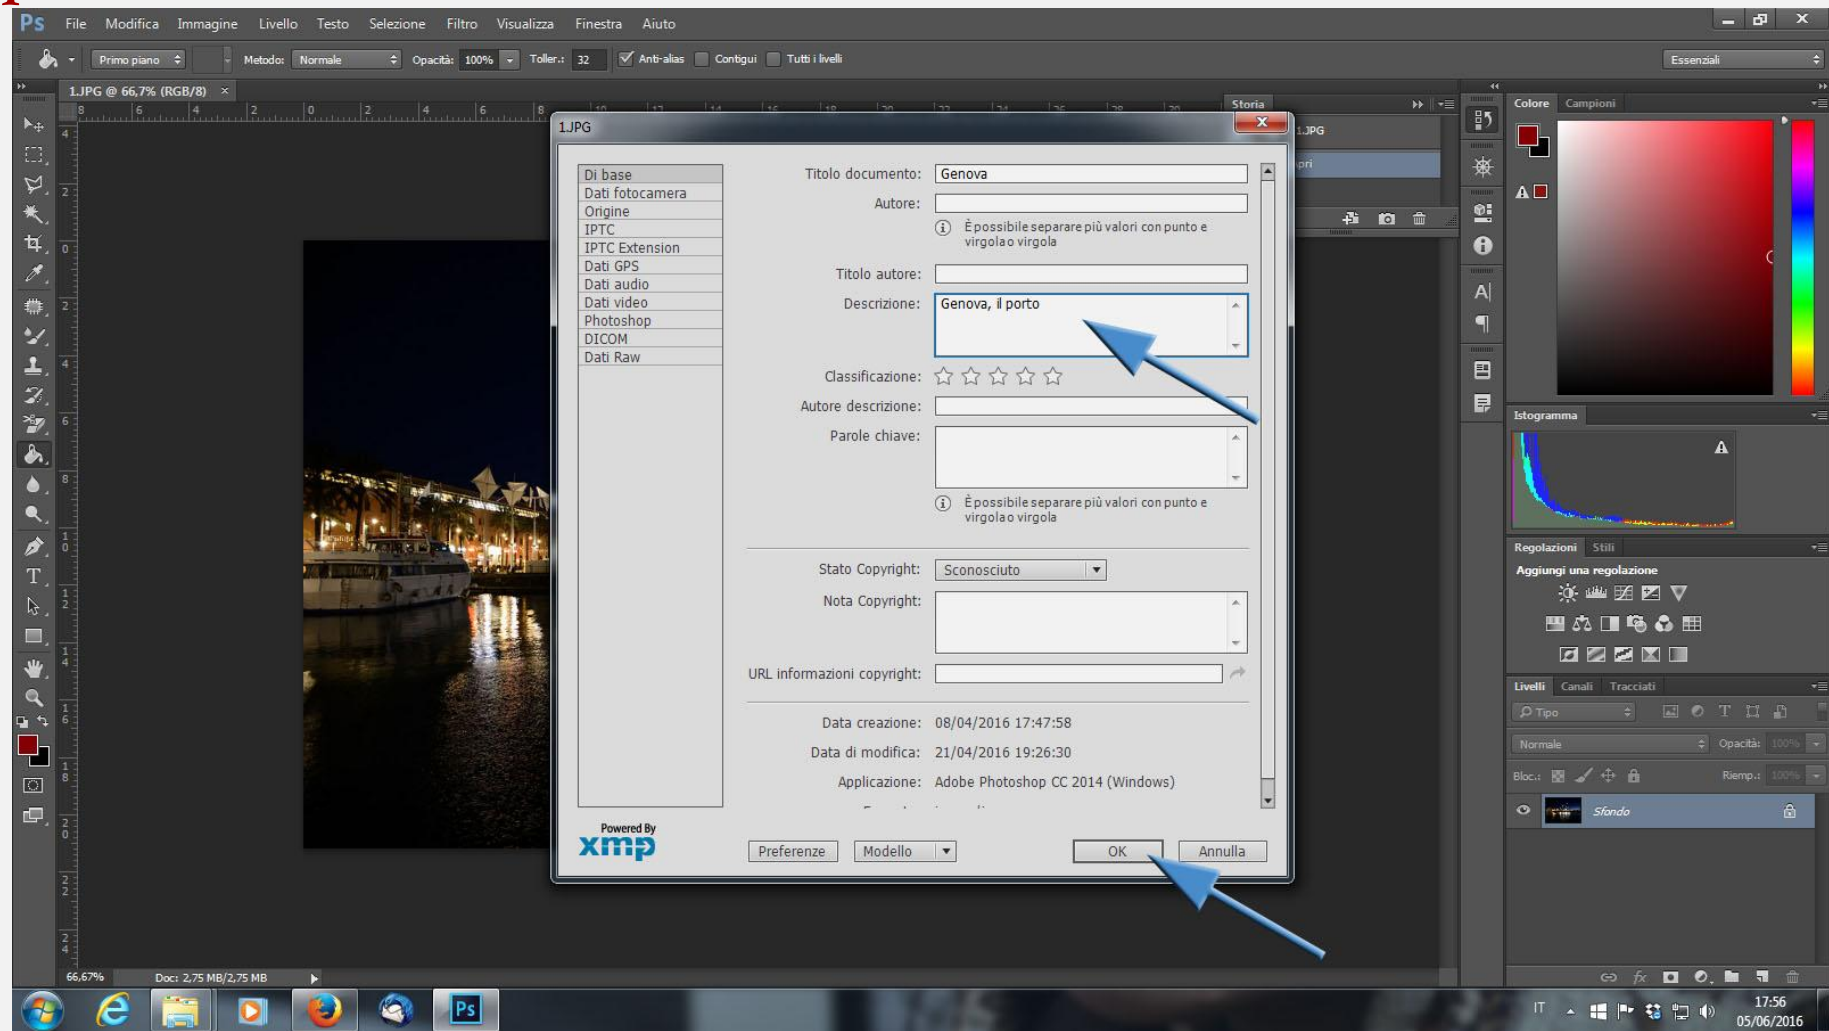 Ps File Modifica Immagine Livello Testo Selezione Filtro Visualizza Finestra Aiuto
Primo piano Metodo: Normale Opacità: 100% Toller.: 32 Anti-alias Contigui Tutti i livelli Essenziali
1.JPG @ 66,7% (RGB/8) ×
Storia
1.JPG
1.JPG
Di base
Dati fotocamera
Origine
IPTC
IPTC Extension
Dati GPS
Dati audio
Dati video
Photoshop
DICOM
Dati Raw
Titolo documento: Genova
Autore:
È possibile separare più valori con punto e
virgola o virgola
Titolo autore:
Descrizione: Genova, il porto
Classificazione:
Autore descrizione:
Parole chiave:
È possibile separare più valori con punto e
virgola o virgola
Stato Copyright: Sconosciuto
Nota Copyright:
URL informazioni copyright:
Data creazione: 08/04/2016 17:47:58
Data di modifica: 21/04/2016 19:26:30
Applicazione: Adobe Photoshop CC 2014 (Windows)
Powered By
xmp
Preferenze Modello OK Annulla
Colore Campioni
Istogramma
Regolazioni Stili
Aggiungi una regolazione
Livelli Canali Tracciati
Tipo
Normale Opacità: 100%
Bloc.: Riemp.: 100%
Sfondo
66,67% Doc: 2,75 MB/2,75 MB
Ps
IT 17:56
05/06/2016